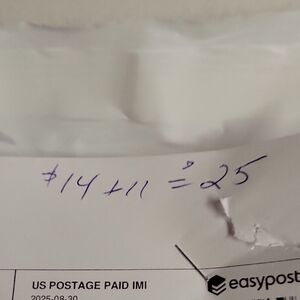 $14 + 11 = 25
easypost
US POSTAGE PAID IMI
2025-08-30